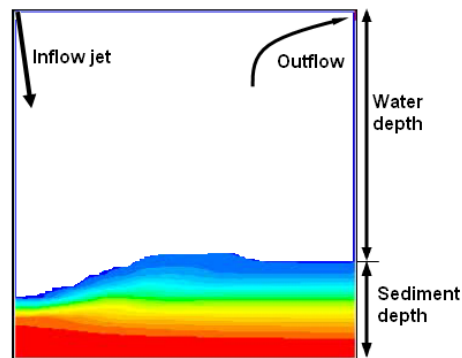 Inflow jet
Outflow
Water
depth
Sediment
depth